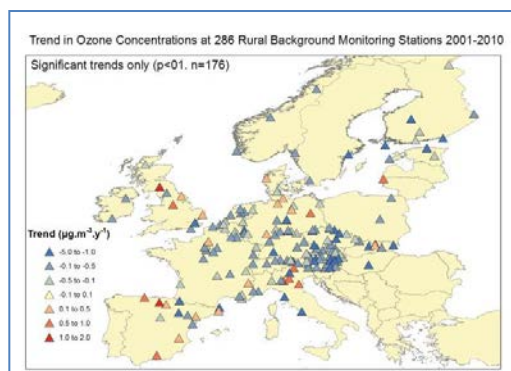 Trend in Ozone Concentrations at 286 Rural Background Monitoring Stations 2001-2010
Significant trends only (p<01. n=176)
Trend (µg.m⁻³.y⁻¹)
-5.0 to -1.0
-0.1 to -0.5
-0.5 to -0.1
-0.1 to 0.1
0.1 to 0.5
0.5 to 1.0
1.0 to 2.0